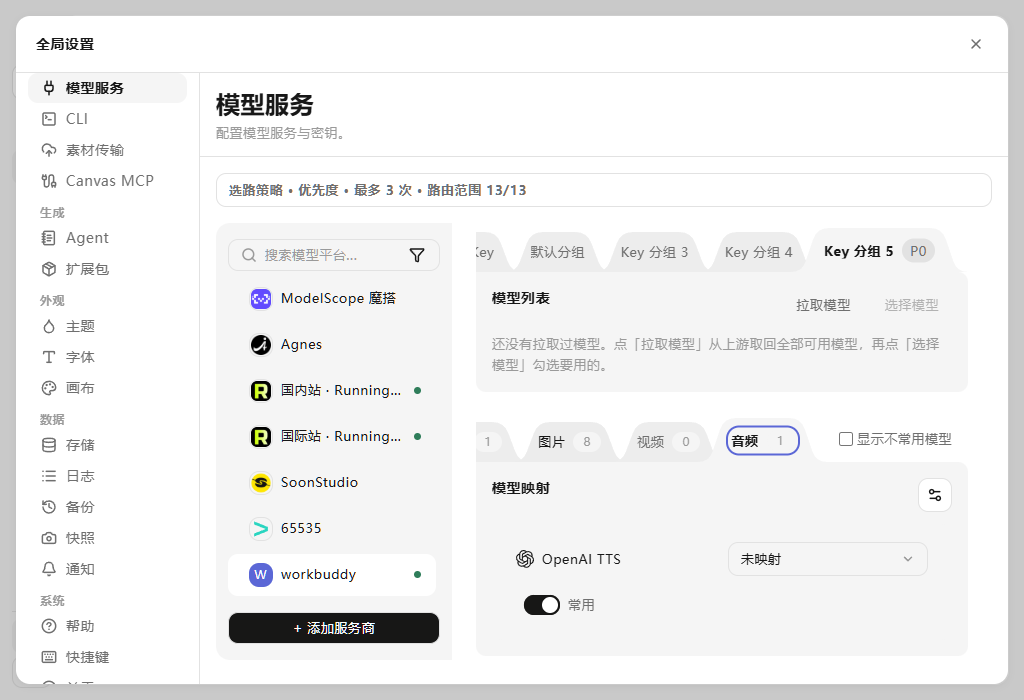 全局设置
模型服务
CLI
素材传输
Canvas MCP
生成
Agent
扩展包
外观
主题
字体
画布
数据
存储
日志
备份
快照
通知
系统
帮助
快捷键
模型服务
配置模型服务与密钥。
选路策略 • 优先度 • 最多 3 次 • 路由范围 13/13
搜索模型平台...
ModelScope 魔搭
Agnes
国内站 · Running...
国际站 · Running...
SoonStudio
65535
W workbuddy
+ 添加服务商
Key 默认分组 Key 分组 3 Key 分组 4 Key 分组 5 P0
模型列表 拉取模型 选择模型
还没有拉取过模型。点「拉取模型」从上游取回全部可用模型，再点「选择
模型」勾选要用的。
1 图片 8 视频 0 音频 1 显示不常用模型
模型映射
OpenAI TTS 未映射
常用